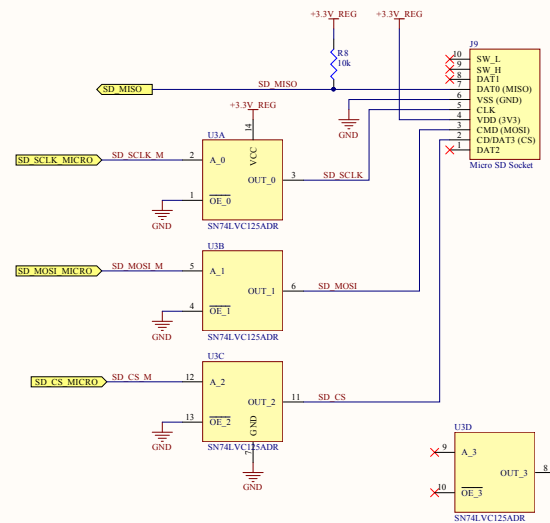 +3.3V_REG +3.3V_REG
J9
R8
10k
10 SW_L
9 SW_H
8 DAT1
SD_MISO SD_MISO 7 DAT0 (MISO)
6 VSS (GND)
5 CLK
4 VDD (3V3)
3 CMD (MOSI)
2 CD/DAT3 (CS)
1 DAT2
Micro SD Socket
GND
+3.3V_REG
U3A
14
VCC
SD_SCLK_MICRO SD_SCLK_M 2 A_0
OUT_0 3 SD_SCLK
1 OE_0
GND
SN74LVC125ADR
U3B
SD_MOSI_MICRO SD_MOSI_M 5 A_1
OUT_1 6 SD_MOSI
4 OE_1
GND
SN74LVC125ADR
U3C
SD_CS_MICRO SD_CS_M 12 A_2
OUT_2 11 SD_CS
13 OE_2
GND
GND
7
SN74LVC125ADR
GND
U3D
9 A_3
OUT_3 8
10 OE_3
SN74LVC125ADR